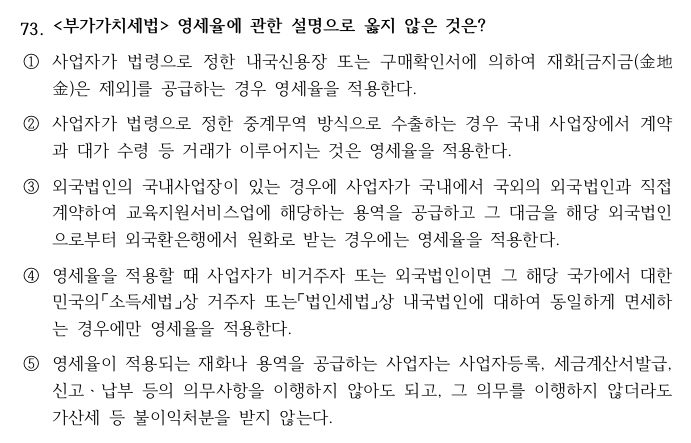 73. <부가가치세법> 영세율에 관한 설명으로 옳지 않은 것은?
① 사업자가 법령으로 정한 내국신용장 또는 구매확인서에 의하여 재화[금지금(金地
金)은 제외]를 공급하는 경우 영세율을 적용한다.
② 사업자가 법령으로 정한 중계무역 방식으로 수출하는 경우 국내 사업장에서 계약
과 대가 수령 등 거래가 이루어지는 것은 영세율을 적용한다.
③ 외국법인의 국내사업장이 있는 경우에 사업자가 국내에서 국외의 외국법인과 직접
계약하여 교육지원서비스업에 해당하는 용역을 공급하고 그 대금을 해당 외국법인
으로부터 외국환은행에서 원화로 받는 경우에는 영세율을 적용한다.
④ 영세율을 적용할 때 사업자가 비거주자 또는 외국법인이면 그 해당 국가에서 대한
민국의「소득세법」상 거주자 또는「법인세법」상 내국법인에 대하여 동일하게 면세하
는 경우에만 영세율을 적용한다.
⑤ 영세율이 적용되는 재화나 용역을 공급하는 사업자는 사업자등록, 세금계산서발급,
신고ㆍ납부 등의 의무사항을 이행하지 않아도 되고, 그 의무를 이행하지 않더라도
가산세 등 불이익처분을 받지 않는다.